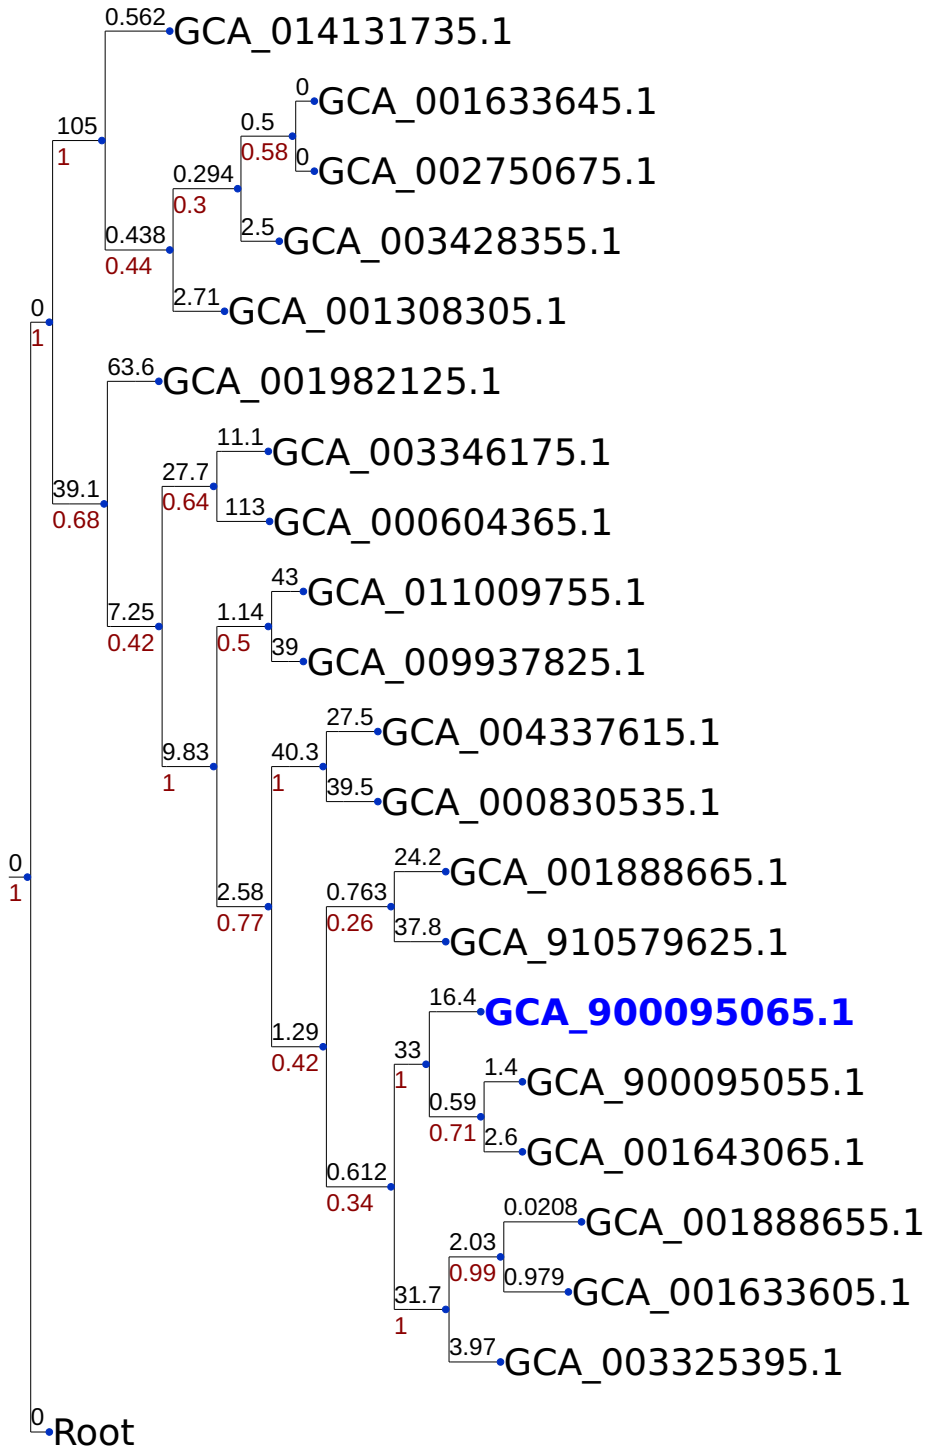 0.562 GCA_014131735.1
0 GCA_001633645.1
0.5
105
0.58
1
0 GCA_002750675.1
0.294
0.3
0.438 2.5 GCA_003428355.1
0.44
2.71 GCA_001308305.1
0
1
63.6 GCA_001982125.1
11.1 GCA_003346175.1
27.7
39.1 0.64
0.68
113 GCA_000604365.1
43 GCA_011009755.1
7.25 1.14
0.42 0.5
39 GCA_009937825.1
27.5 GCA_004337615.1
9.83 40.3
1 1
39.5 GCA_000830535.1
0 24.2 GCA_001888665.1
1
2.58 0.763
0.77 0.26
37.8 GCA_910579625.1
16.4 GCA_900095065.1
1.29 33
0.42 1
1.4 GCA_900095055.1
0.59
0.71
2.6 GCA_001643065.1
0.612
0.34
0.0208 GCA_001888655.1
2.03
0.99
0.979 GCA_001633605.1
31.7
1
3.97 GCA_003325395.1
0 Root